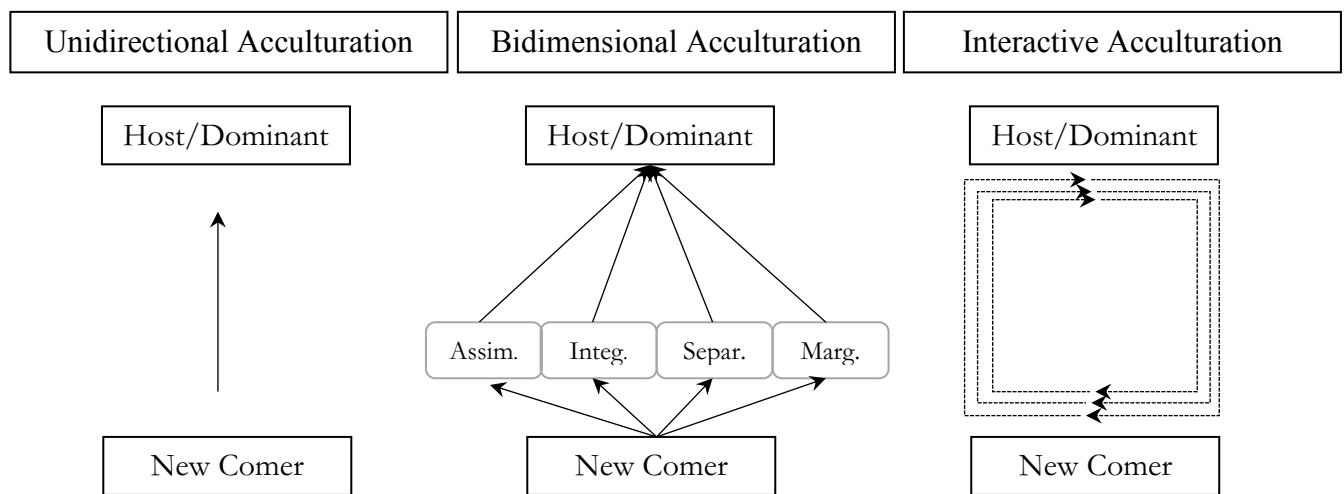 Unidirectional Acculturation
Bidimensional Acculturation
Interactive Acculturation
Host/Dominant
Host/Dominant
Host/Dominant
Assim.
Integ.
Separ.
Marg.
New Comer
New Comer
New Comer